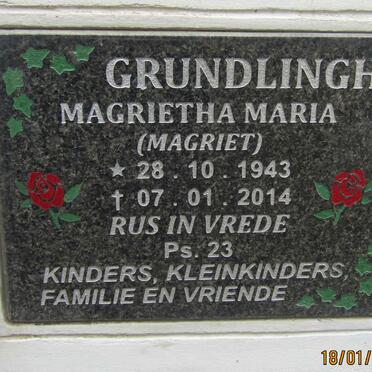 GRUNDLINGH
MAGRIETHA MARIA
(MAGRIET)
★ 28 . 10 . 1943
† 07 . 01 . 2014
RUS IN VREDE
Ps. 23
KINDERS, KLEINKINDERS,
FAMILIE EN VRIENDE
18/01/